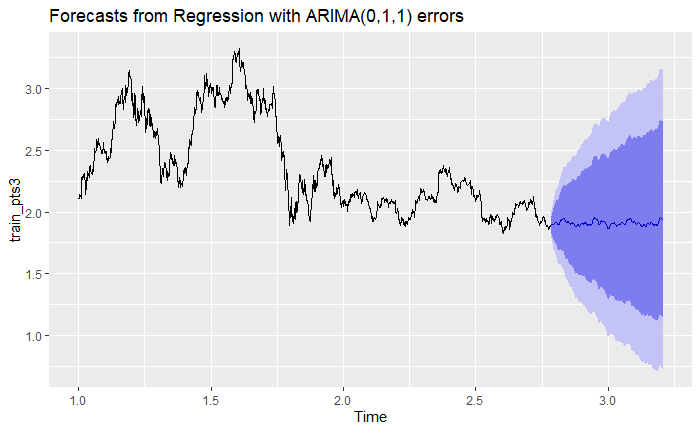 Forecasts from Regression with ARIMA(0,1,1) errors
train_pts3
3.0
2.5
2.0
1.5
1.0
1.0 1.5 2.0 2.5 3.0
Time